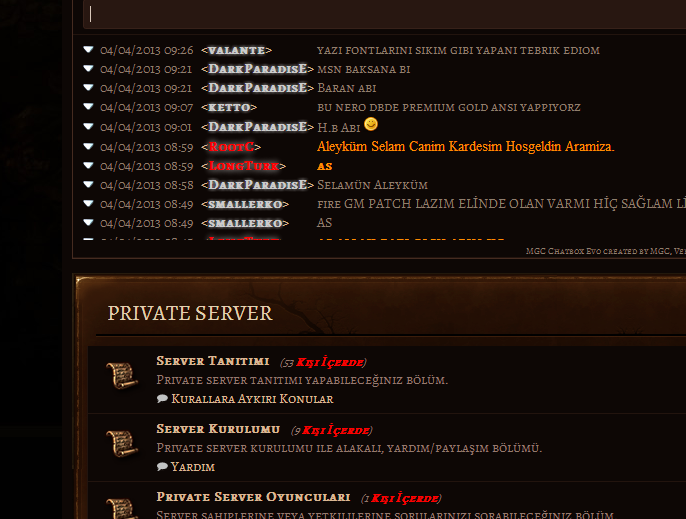 04/04/2013 09:26 <valante> yazi fontlarini sikim gibi yapani tebrik ediom
04/04/2013 09:21 <DarkParadisE> msn baksana bi
04/04/2013 09:21 <DarkParadisE> Baran abi
04/04/2013 09:07 <ketto> bu nero dbde premium gold ansi yappiyorz
04/04/2013 09:01 <DarkParadisE> H.b Abi
04/04/2013 08:59 <RootC> Aleyküm Selam Canim Kardesim Hosgeldin Aramiza.
04/04/2013 08:59 <LongTurk> as
04/04/2013 08:58 <DarkParadisE> Selamün Aleyküm
04/04/2013 08:49 <smallerko> fire GM PATCH LAZIM ELİNDE OLAN VARMI HİÇ SAĞLAM
04/04/2013 08:49 <smallerko> AS
MGC Chatbox Evo created by MGC,
PRIVATE SERVER
Server Tanıtımı (53 Kişi İçerde)
Private server tanıtımı yapabileceğiniz bölüm.
Kurallara Aykırı Konular
Server Kurulumu (9 Kişi İçerde)
Private server kurulumu ile alakalı, yardım/paylaşım bölümü.
Yardım
Private Server Oyuncuları (1 Kişi İçerde)
Server sahiplerine veya yetkililerine sorularınızı sorabileceğiniz bölüm